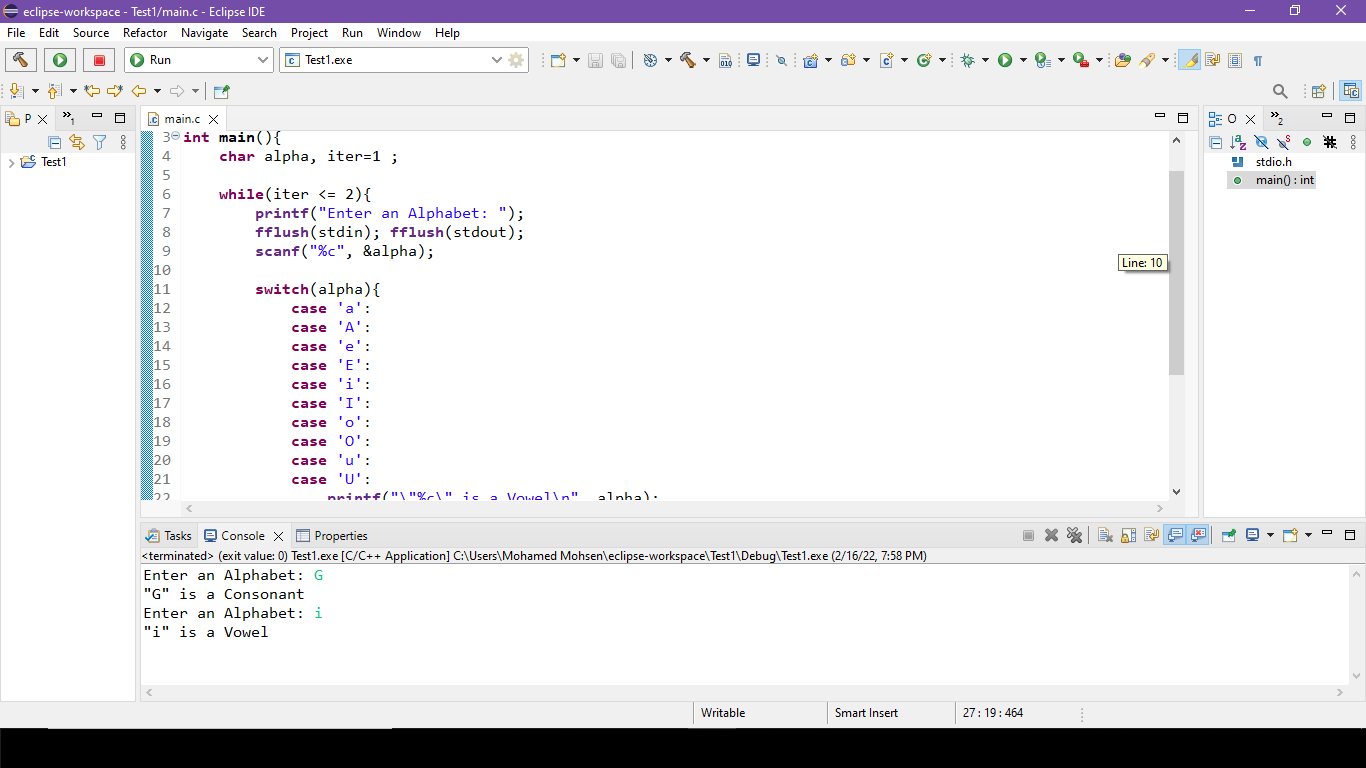 eclipse-workspace - Test1/main.c - Eclipse IDE
File Edit Source Refactor Navigate Search Project Run Window Help
Run Test1.exe
P 1 main.c O 2
Test1
3 int main(){
4 char alpha, iter=1 ;
5
6 while(iter <= 2){
7 printf("Enter an Alphabet: ");
8 fflush(stdin); fflush(stdout);
9 scanf("%c", &alpha);
10
11 switch(alpha){
12 case 'a':
13 case 'A':
14 case 'e':
15 case 'E':
16 case 'i':
17 case 'I':
18 case 'o':
19 case 'O':
20 case 'u':
21 case 'U':
22 printf("\"%c\" is a Vowel\n", alpha);
Line: 10
stdio.h
main() : int
Tasks Console Properties
<terminated> (exit value: 0) Test1.exe [C/C++ Application] C:\Users\Mohamed Mohsen\eclipse-workspace\Test1\Debug\Test1.exe (2/16/22, 7:58 PM)
Enter an Alphabet: G
"G" is a Consonant
Enter an Alphabet: i
"i" is a Vowel
Writable Smart Insert 27 : 19 : 464